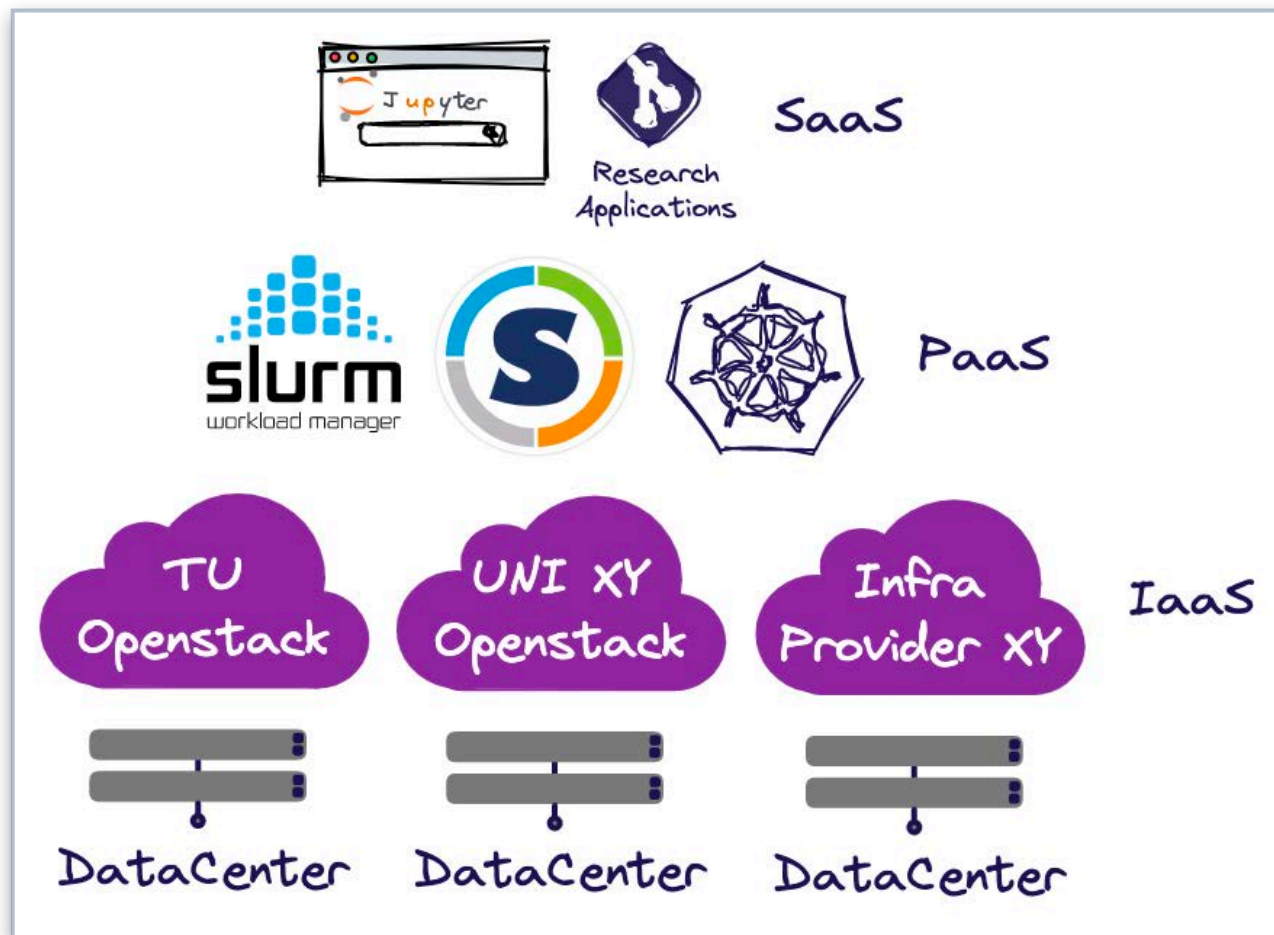 Jupyter
SaaS
Research
Applications
slurm
workload manager
S
PaaS
TU
Openstack
UNI XY
Openstack
Infra
Provider XY
IaaS
DataCenter
DataCenter
DataCenter